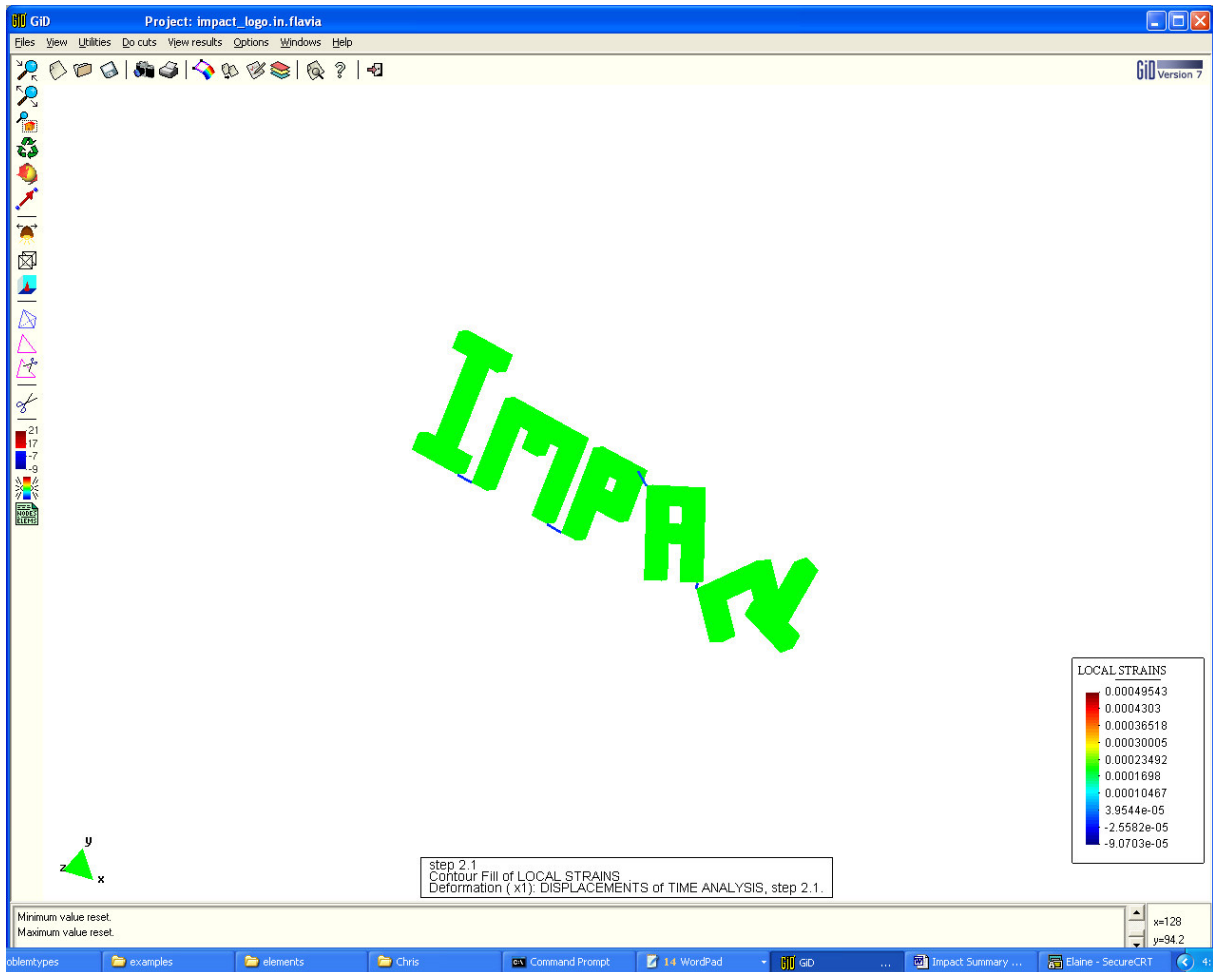 GiD Project: impact_logo.in.flavia
Files View Utilities Do cuts View results Options Windows Help
GiD Version 7
21
17
-7
-9
NODES
ELEMS
IMPACT
LOCAL STRAINS
0.00049543
0.0004303
0.00036518
0.00030005
0.00023492
0.0001698
0.00010467
3.9544e-05
-2.5582e-05
-9.0703e-05
y
z
x
step 2.1
Contour Fill of LOCAL STRAINS
Deformation ( x1): DISPLACEMENTS of TIME ANALYSIS, step 2.1.
Minimum value reset.
Maximum value reset.
x=128
y=94.2
oblemtypes examples elements Chris Command Prompt 14 WordPad GiD ... Impact Summary ... Elaine - SecureCRT 4: